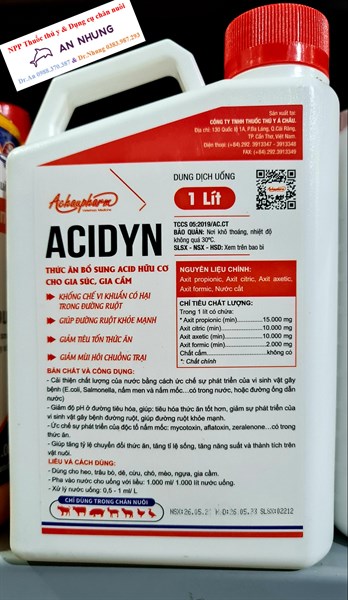 NPP Thuốc thú y & Dụng cụ chăn nuôi
AN NHUNG
Dr.An 0988.370.387 & Dr.Nhung 0383.987.293
Sản xuất tại:
CÔNG TY TNHH THUỐC THÚ Y Á CHÂU
Địa chỉ: 130 Quốc lộ 1A, P.Ba Láng, Q.Cái Răng,
TP. Cần Thơ, Việt Nam.
Điện thoại: (+84).292. 3913347 - 3913348
FAX: (+84).292. 3913349
Achaupharm
DUNG DỊCH UỐNG
1 Lít
TCCS 05:2019/AC.CT
BẢO QUẢN: Nơi khô thoáng, nhiệt độ
không quá 30ºC.
SLSX - NSX - HSD: Xem trên bao bì
ACIDYN
THỨC ĂN BỔ SUNG ACID HỮU CƠ
CHO GIA SÚC, GIA CẦM
KHỐNG CHẾ VI KHUẨN CÓ HẠI
TRONG ĐƯỜNG RUỘT
GIÚP ĐƯỜNG RUỘT KHỎE MẠNH
GIẢM TIÊU TỐN THỨC ĂN
GIẢM MÙI HÔI CHUỒNG TRẠI
NGUYÊN LIỆU CHÍNH:
Axit propionic, Axit citric, Axit axetic,
Axit formic, Nước cất
CHỈ TIÊU CHẤT LƯỢNG:
Trong 1 lít có chứa:
* Axit propionic (min)..............15.000 mg
Axit citric (min).....................10.000 mg
Axit axetic (min)...................10.000 mg
Axit formic (min)....................2.000 mg
Chất cấm................................không có
*: Chất chính
BẢN CHẤT VÀ CÔNG DỤNG:
- Cải thiện chất lượng của nước bằng cách ức chế sự phát triển của vi sinh vật gây
bệnh (E.coli, Salmonella, nấm men và nấm mốc...có trong nước, hoặc đường ống dẫn
nước)
- Giảm độ pH ở đường tiêu hóa, giúp: tiêu hóa thức ăn tốt hơn, giảm sự phát triển của
vi sinh vật gây bệnh đường ruột, giúp đường ruột khỏe mạnh.
- Ức chế sự phát triển của độc tố nấm mốc: mycotoxin, aflatoxin, zeralenone...có trong
thức ăn.
- Giúp tăng tỷ lệ chuyển đổi thức ăn, tăng tỉ lệ sống, tăng năng suất và thành tích trên
vật nuôi.
LIỀU VÀ CÁCH DÙNG:
- Dùng cho heo, trâu bò, dê, cừu, chó, mèo, ngựa, gia cầm.
- Pha vào nước cho uống với liều: 1.000 ml/ 1.000 lít nước uống.
- Xử lý nước uống: 0,5 - 1 ml/ L
CHỈ DÙNG TRONG CHĂN NUÔI
NSX:26.05.21 HSD:26.05.23 SLSX:02212